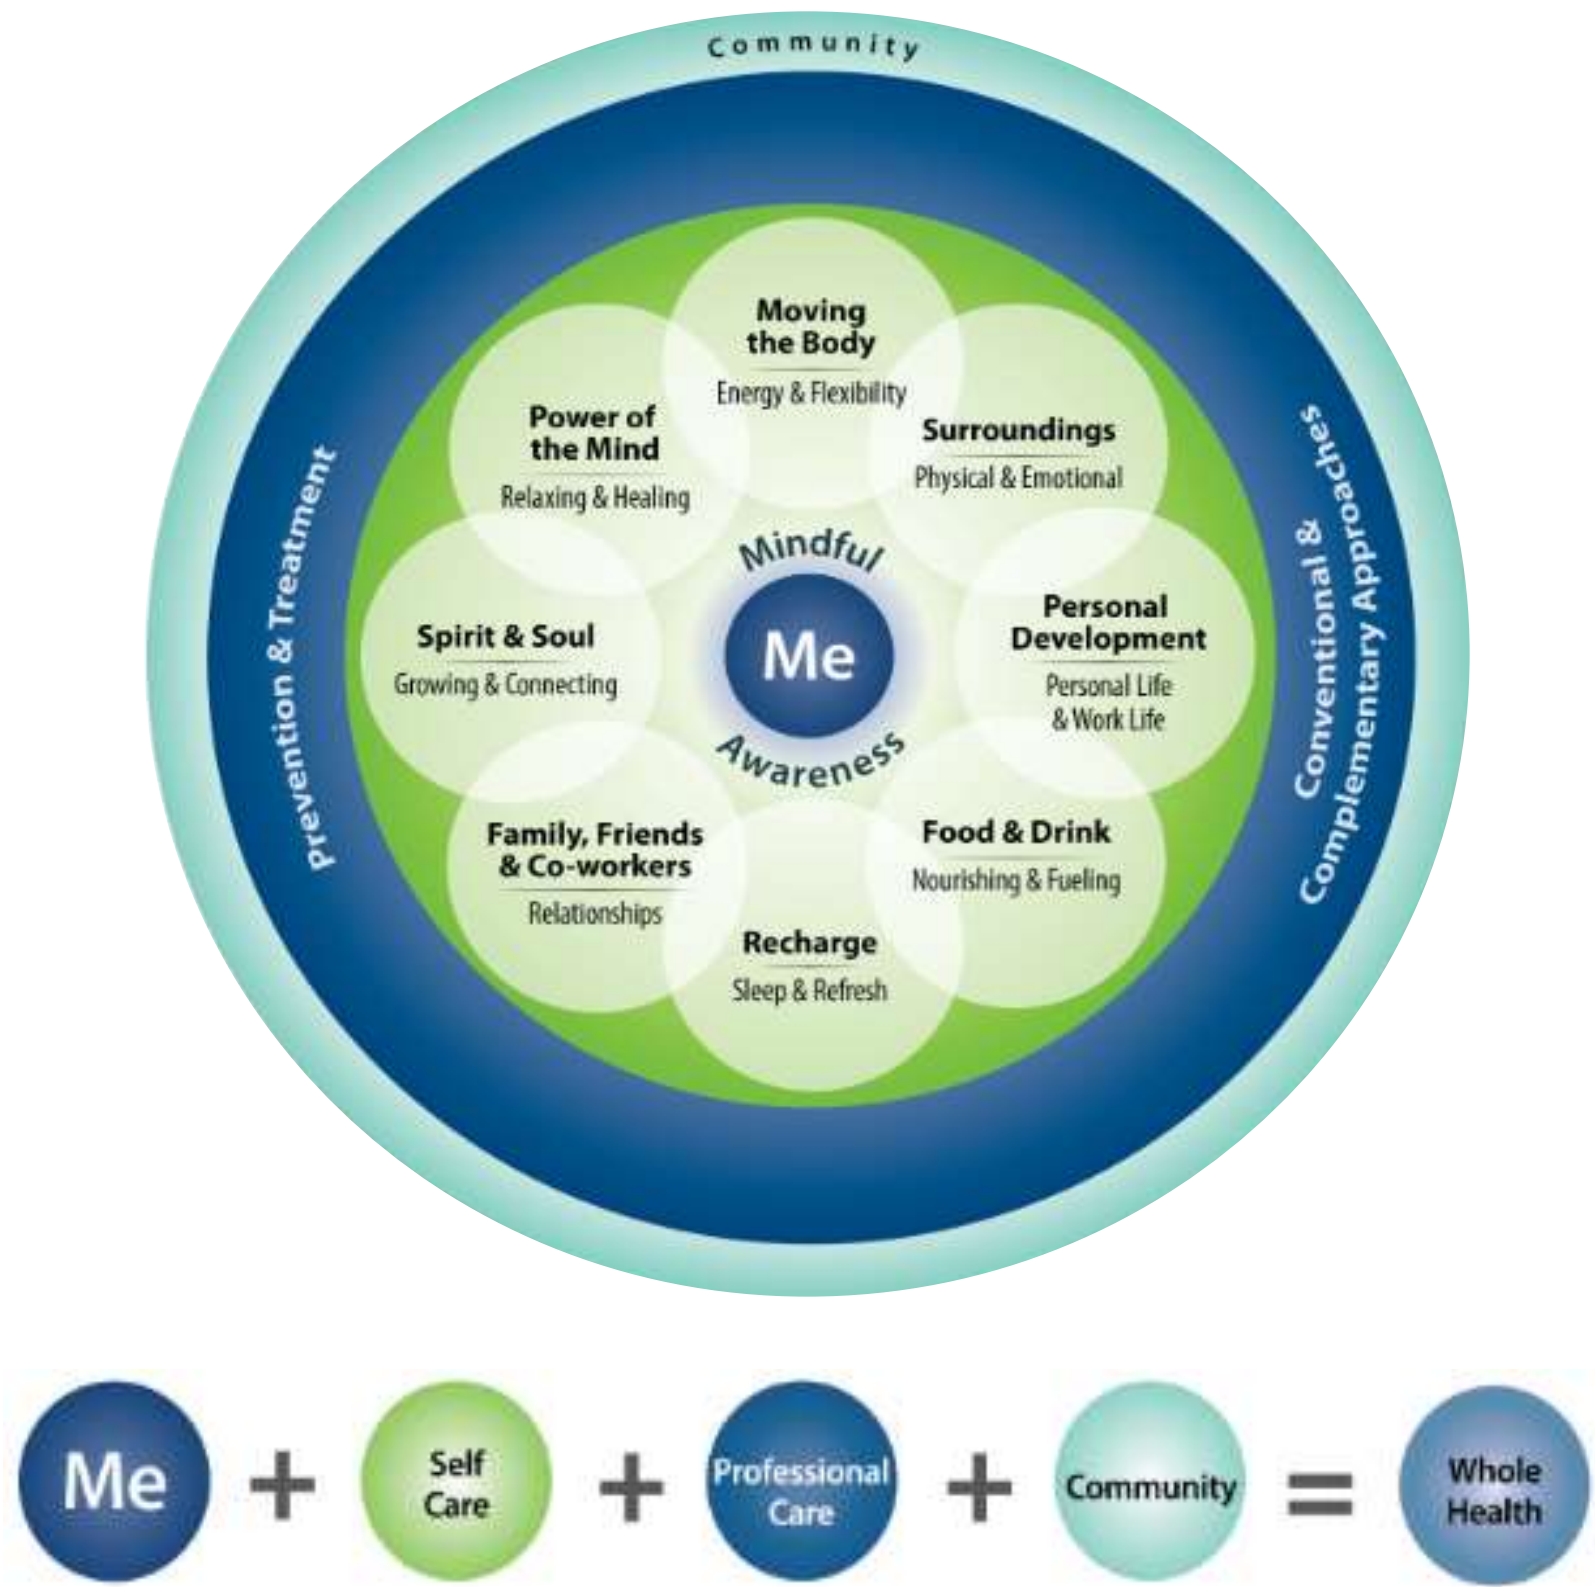 Community
Moving
the Body
Energy & Flexibility
Power of
the Mind
Relaxing & Healing
Surroundings
Physical & Emotional
Mindful
Me
Awareness
Spirit & Soul
Growing & Connecting
Personal
Development
Personal Life
& Work Life
Family, Friends
& Co-workers
Relationships
Food & Drink
Nourishing & Fueling
Recharge
Sleep & Refresh
Prevention & Treatment
Conventional &
Complementary Approaches
Me
+
Self
Care
+
Professional
Care
+
Community
=
Whole
Health